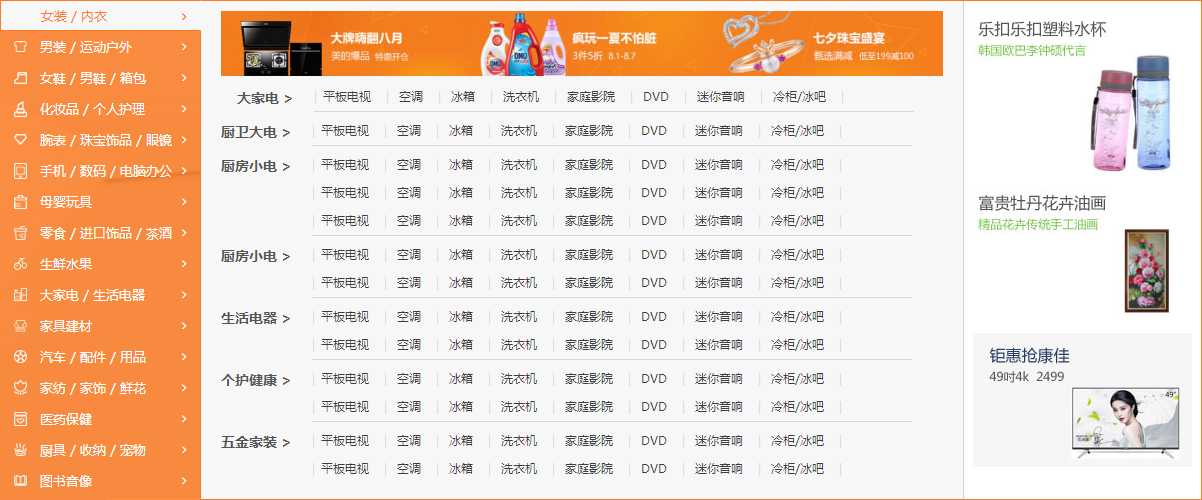 女装 / 内衣 >
男装 / 运动户外 >
女鞋 / 男鞋 / 箱包 >
化妆品 / 个人护理 >
腕表 / 珠宝饰品 / 眼镜 >
手机 / 数码 / 电脑办公 >
母婴玩具 >
零食 / 进口饰品 / 茶酒 >
生鲜水果 >
大家电 / 生活电器 >
家具建材 >
汽车 / 配件 / 用品 >
家纺 / 家饰 / 鲜花 >
医药保健 >
厨具 / 收纳 / 宠物 >
图书音像 >
大牌嗨翻八月
美的爆品 特惠开仓
疯玩一夏不怕脏
3件5折 8.1-8.7
七夕珠宝盛宴
甄选满减 低至199减100
大家电 > | 平板电视 | 空调 | 冰箱 | 洗衣机 | 家庭影院 | DVD | 迷你音响 | 冷柜/冰吧 |
厨卫大电 > | 平板电视 | 空调 | 冰箱 | 洗衣机 | 家庭影院 | DVD | 迷你音响 | 冷柜/冰吧 |
厨房小电 > | 平板电视 | 空调 | 冰箱 | 洗衣机 | 家庭影院 | DVD | 迷你音响 | 冷柜/冰吧 |
| 平板电视 | 空调 | 冰箱 | 洗衣机 | 家庭影院 | DVD | 迷你音响 | 冷柜/冰吧 |
| 平板电视 | 空调 | 冰箱 | 洗衣机 | 家庭影院 | DVD | 迷你音响 | 冷柜/冰吧 |
厨房小电 > | 平板电视 | 空调 | 冰箱 | 洗衣机 | 家庭影院 | DVD | 迷你音响 | 冷柜/冰吧 |
| 平板电视 | 空调 | 冰箱 | 洗衣机 | 家庭影院 | DVD | 迷你音响 | 冷柜/冰吧 |
生活电器 > | 平板电视 | 空调 | 冰箱 | 洗衣机 | 家庭影院 | DVD | 迷你音响 | 冷柜/冰吧 |
| 平板电视 | 空调 | 冰箱 | 洗衣机 | 家庭影院 | DVD | 迷你音响 | 冷柜/冰吧 |
个护健康 > | 平板电视 | 空调 | 冰箱 | 洗衣机 | 家庭影院 | DVD | 迷你音响 | 冷柜/冰吧 |
| 平板电视 | 空调 | 冰箱 | 洗衣机 | 家庭影院 | DVD | 迷你音响 | 冷柜/冰吧 |
五金家装 > | 平板电视 | 空调 | 冰箱 | 洗衣机 | 家庭影院 | DVD | 迷你音响 | 冷柜/冰吧 |
| 平板电视 | 空调 | 冰箱 | 洗衣机 | 家庭影院 | DVD | 迷你音响 | 冷柜/冰吧 |
乐扣乐扣塑料水杯
韩国欧巴李钟硕代言
富贵牡丹花卉油画
精品花卉传统手工油画
钜惠抢康佳
49吋4k 2499
49"